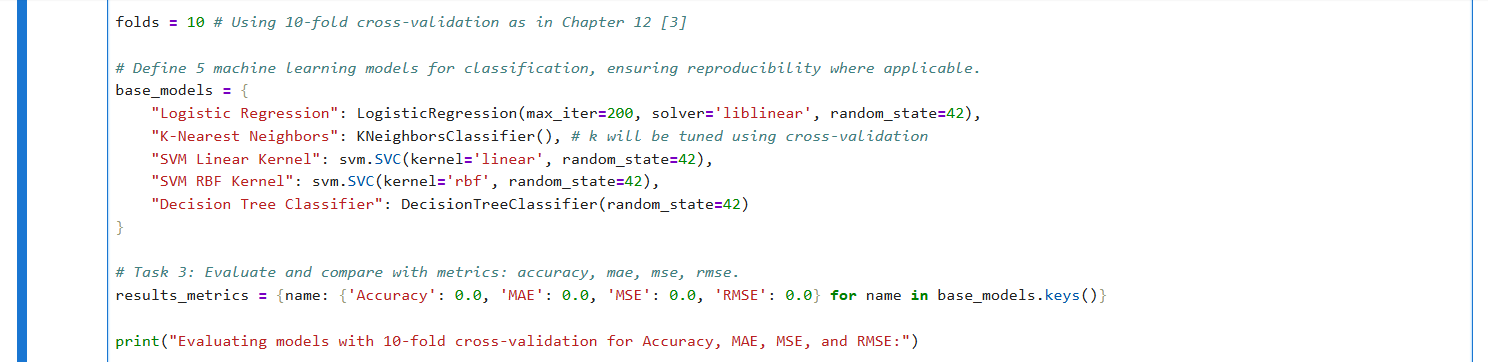 folds = 10 # Using 10-fold cross-validation as in Chapter 12 [3]
# Define 5 machine learning models for classification, ensuring reproducibility where applicable.
base_models = {
    "Logistic Regression": LogisticRegression(max_iter=200, solver='liblinear', random_state=42),
    "K-Nearest Neighbors": KNeighborsClassifier(), # k will be tuned using cross-validation
    "SVM Linear Kernel": svm.SVC(kernel='linear', random_state=42),
    "SVM RBF Kernel": svm.SVC(kernel='rbf', random_state=42),
    "Decision Tree Classifier": DecisionTreeClassifier(random_state=42)
}
# Task 3: Evaluate and compare with metrics: accuracy, mae, mse, rmse.
results_metrics = {name: {'Accuracy': 0.0, 'MAE': 0.0, 'MSE': 0.0, 'RMSE': 0.0} for name in base_models.keys()}
print("Evaluating models with 10-fold cross-validation for Accuracy, MAE, MSE, and RMSE:")